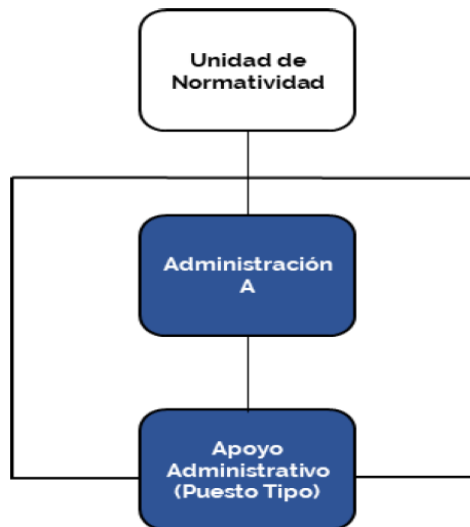 Unidad de
Normatividad
Administración
A
Apoyo
Administrativo
(Puesto Tipo)